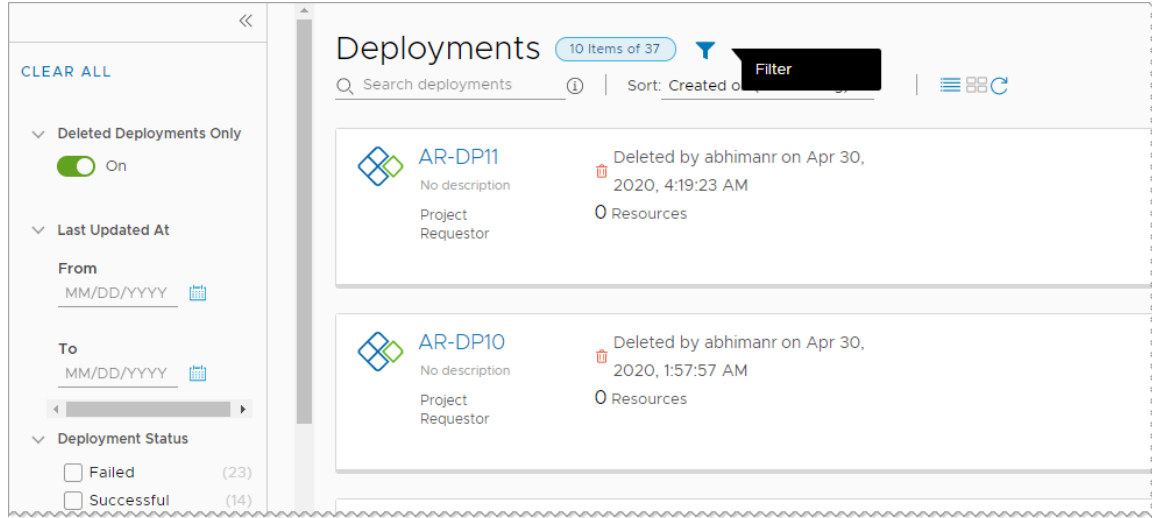 CLEAR ALL
Deleted Deployments Only
On
Last Updated At
From
MM/DD/YYYY
To
MM/DD/YYYY
Deployment Status
Failed (23)
Successful (14)
Deployments 10 Items of 37
Filter
Search deployments Sort: Created
AR-DP11
No description
Project
Requestor
Deleted by abhimanr on Apr 30,
2020, 4:19:23 AM
0 Resources
AR-DP10
No description
Project
Requestor
Deleted by abhimanr on Apr 30,
2020, 1:57:57 AM
0 Resources